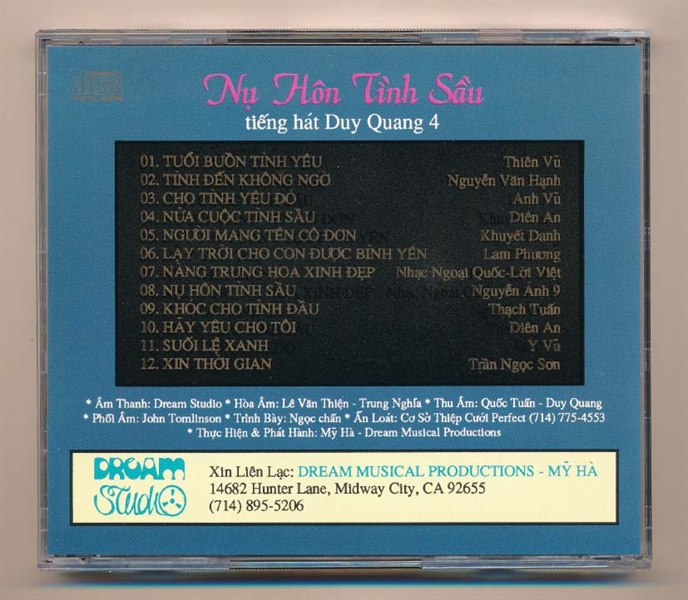 COMPACT
disc
DIGITAL AUDIO
Nụ Hôn Tình Sầu
tiếng hát Duy Quang 4
01. TUỔI BUỒN TÌNH YÊU Thiên Vũ
02. TÌNH ĐẾN KHÔNG NGỜ Nguyễn Văn Hạnh
03. CHO TÌNH YÊU ĐÓ Anh Vũ
04. NỬA CUỘC TÌNH SẦU Diên An
05. NGƯỜI MANG TÊN CÔ ĐƠN Khuyết Danh
06. LẠY TRỜI CHO CON ĐƯỢC BÌNH YÊN Lam Phương
07. NÀNG TRUNG HOA XINH ĐẸP Nhạc Ngoại Quốc-Lời Việt
08. NỤ HÔN TÌNH SẦU Nguyễn Ánh 9
09. KHÓC CHO TÌNH ĐẦU Thạch Tuấn
10. HÃY YÊU CHO TÔI Diên An
11. SUỐI LỆ XANH Y Vũ
12. XIN THỜI GIAN Trần Ngọc Sơn
* Âm Thanh: Dream Studio * Hòa Âm: Lê Văn Thiện - Trung Nghĩa * Thu Âm: Quốc Tuấn - Duy Quang
* Phối Âm: John Tomlinson * Trình Bày: Ngọc chấn * Ấn Loát: Cơ Sở Thiệp Cưới Perfect (714) 775-4553
* Thực Hiện & Phát Hành: Mỹ Hà - Dream Musical Productions
DREAM
Studio
Xin Liên Lạc: DREAM MUSICAL PRODUCTIONS - MỸ HÀ
14682 Hunter Lane, Midway City, CA 92655
(714) 895-5206